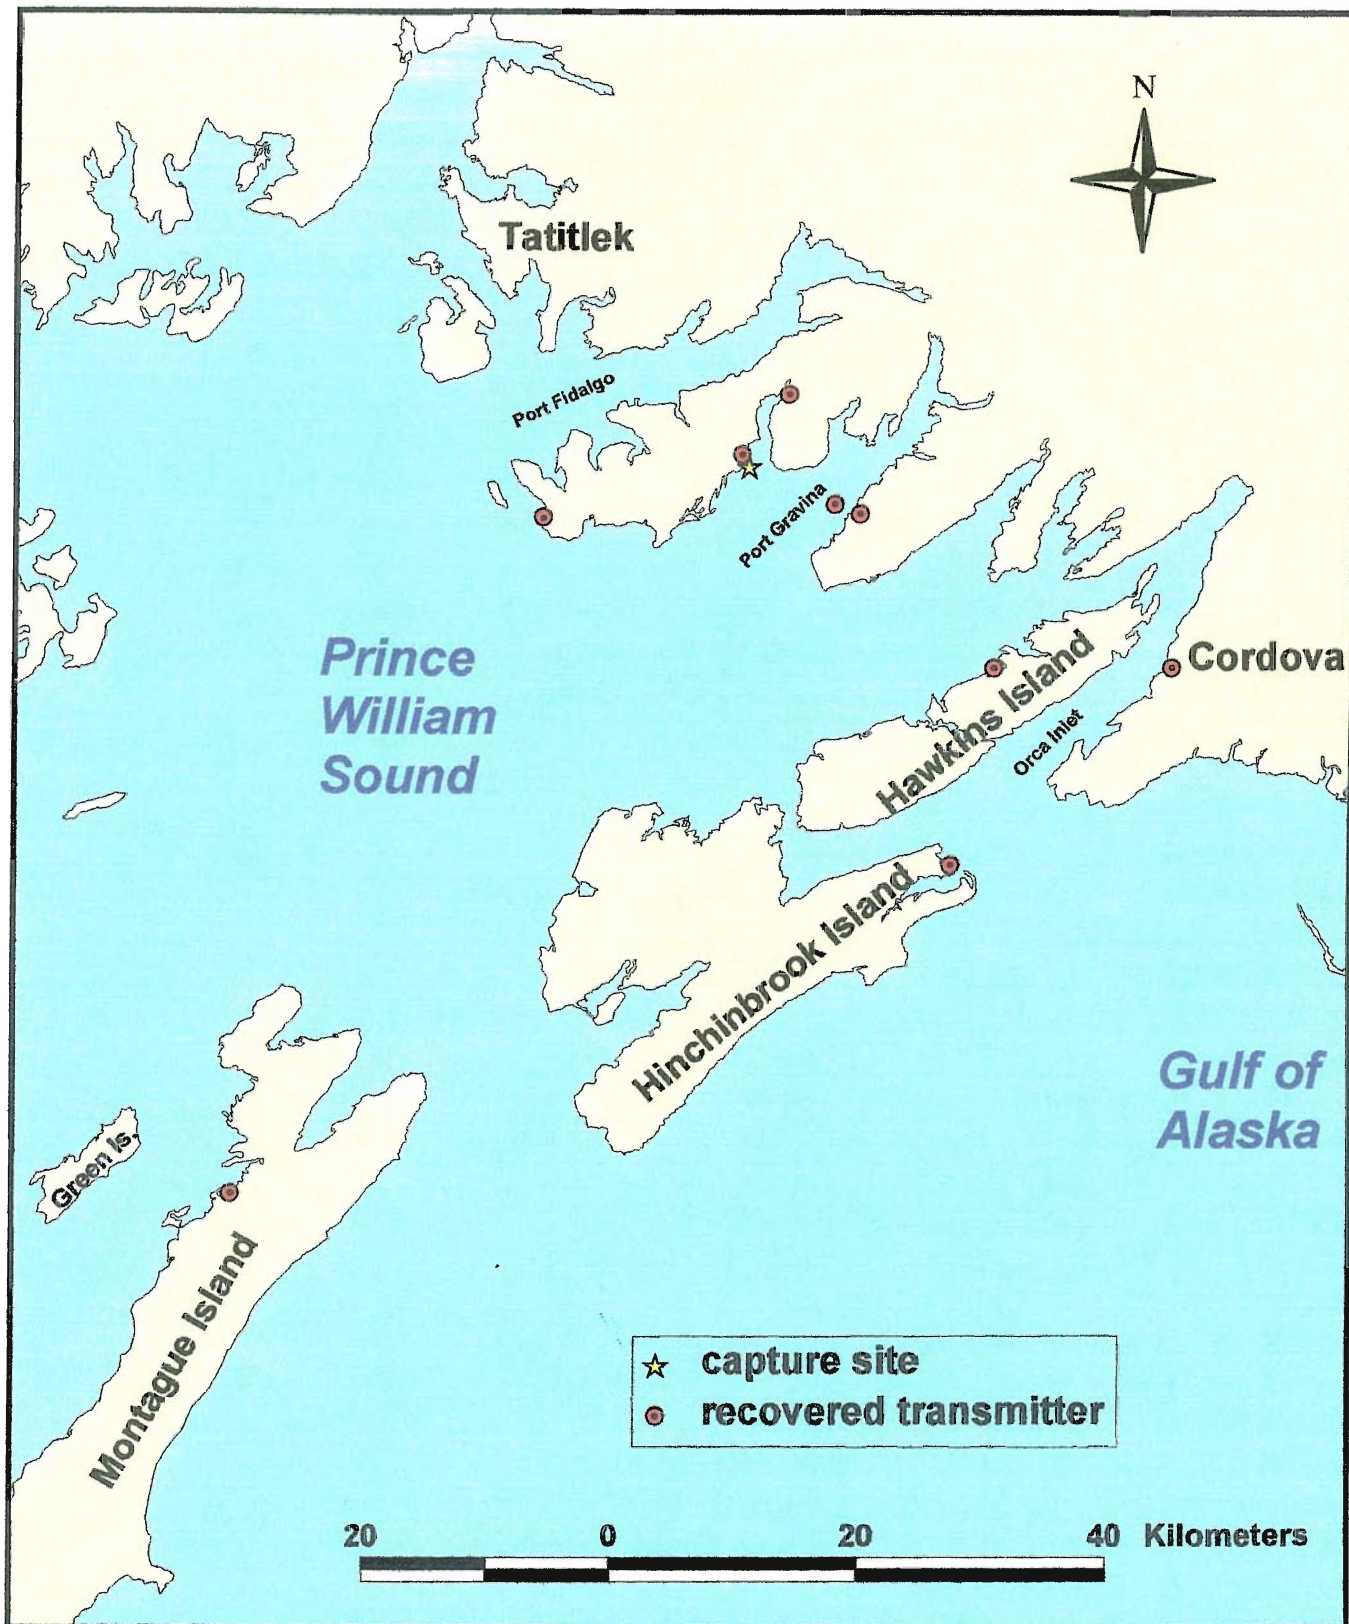 N
Tatitlek
Port Fidalgo
Port Gravina
Prince
William
Sound
Cordova
Hawkins Island
Orca Inlet
Hinchinbrook Island
Gulf of
Alaska
Green Is.
Montague Island
capture site
recovered transmitter
20 0 20 40 Kilometers